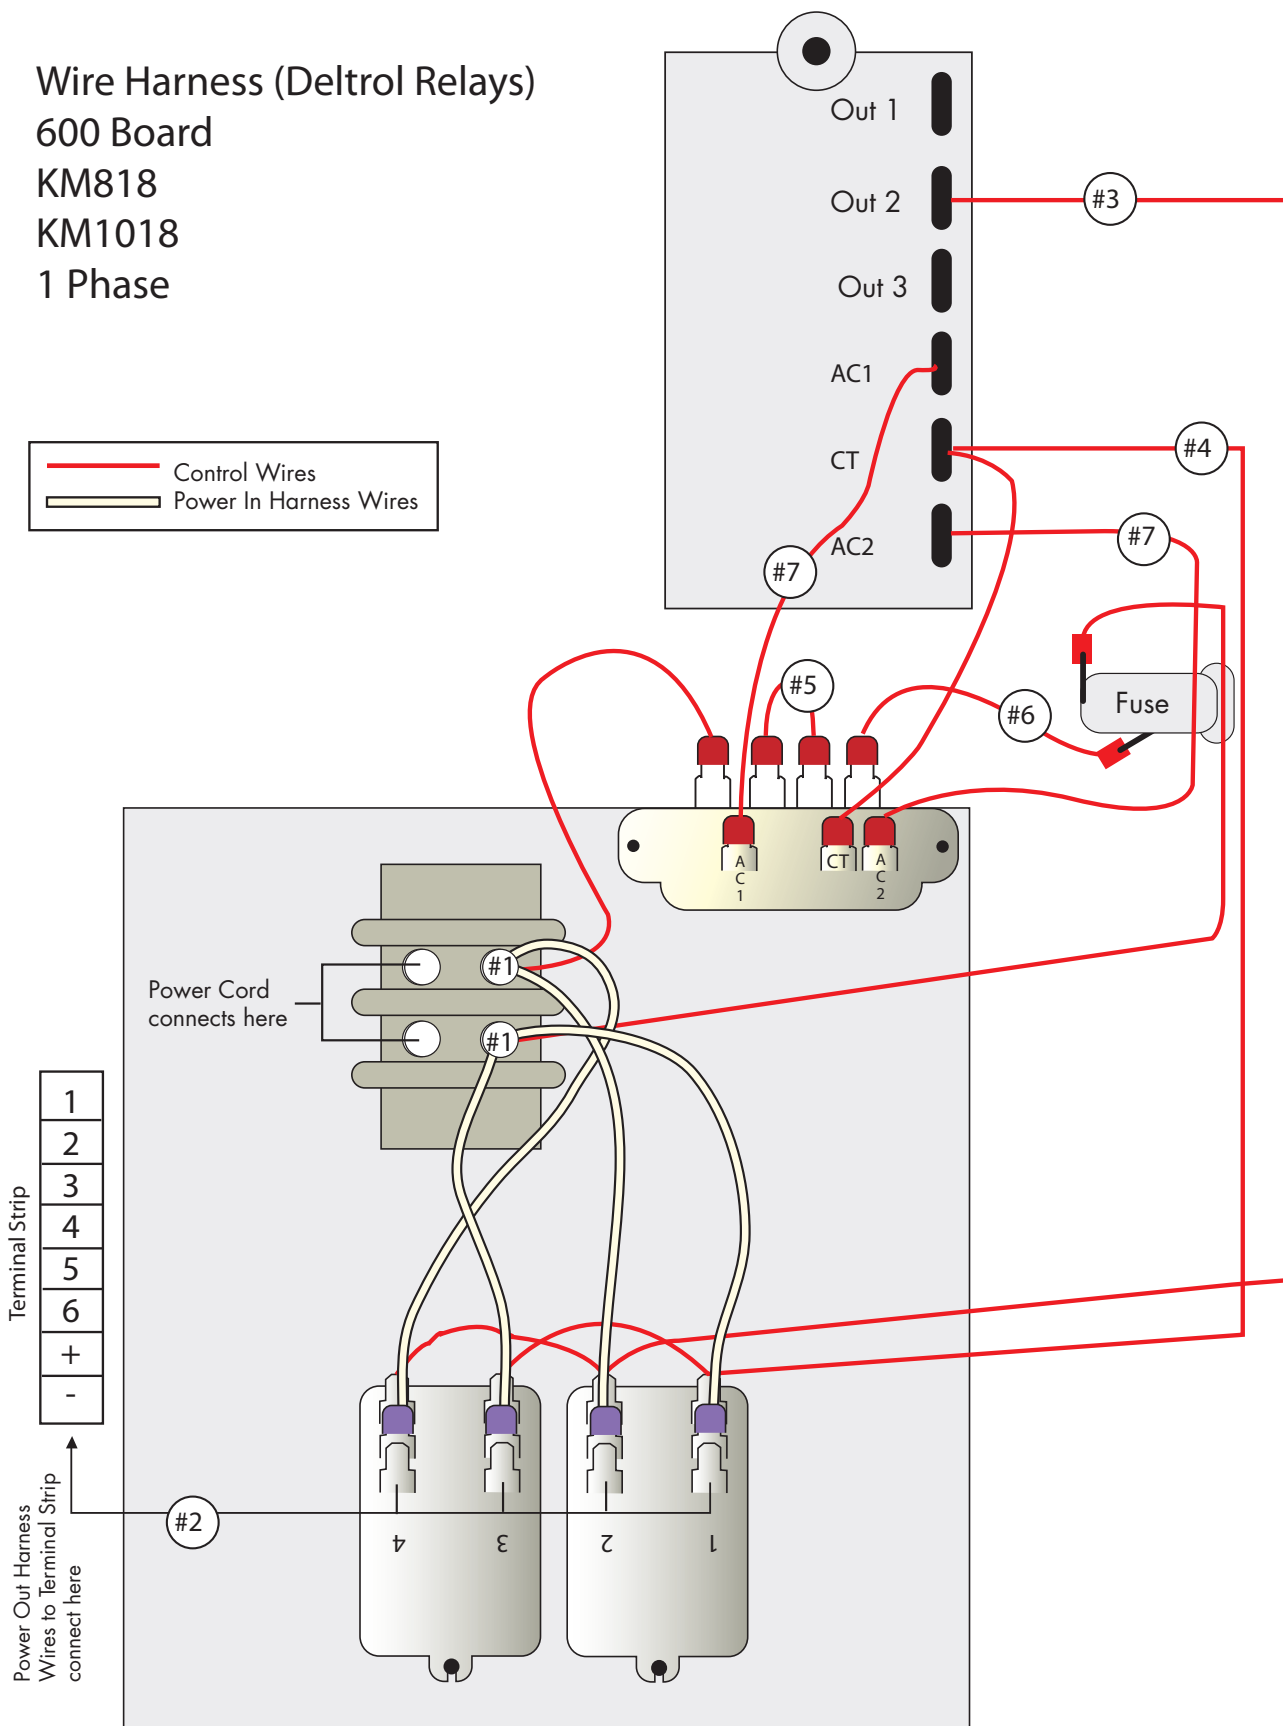 Wire Harness (Deltrol Relays)
600 Board
KM818
KM1018
1 Phase
Control Wires
Power In Harness Wires
Out 1
Out 2
Out 3
AC1
CT
AC2
#3
#4
#7
#7
#5
#6
Fuse
AC1
CT
AC2
Power Cord
connects here
#1
#1
Terminal Strip
1
2
3
4
5
6
+
-
#2
4
3
2
1
Power Out Harness
Wires to Terminal Strip
connect here